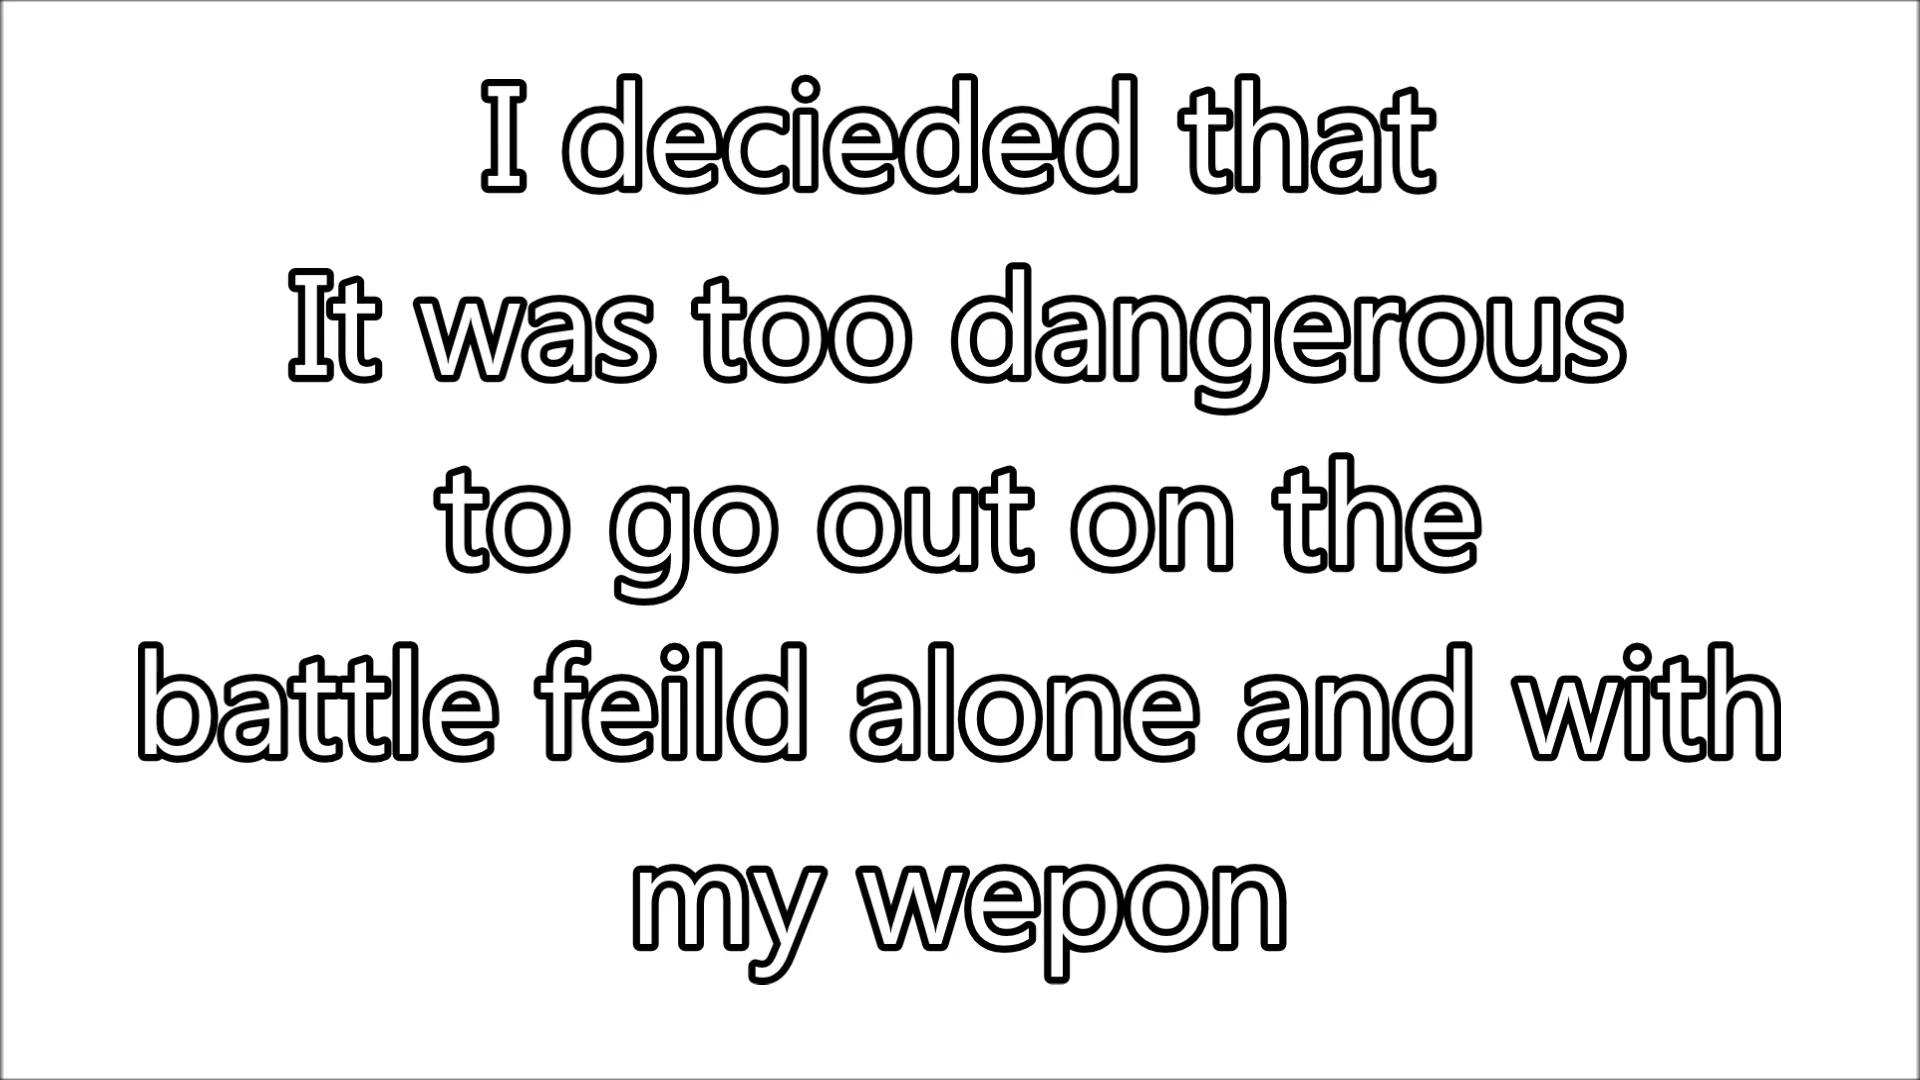 I decieded that
It was too dangerous
to go out on the
battle feild alone and with
my wepon